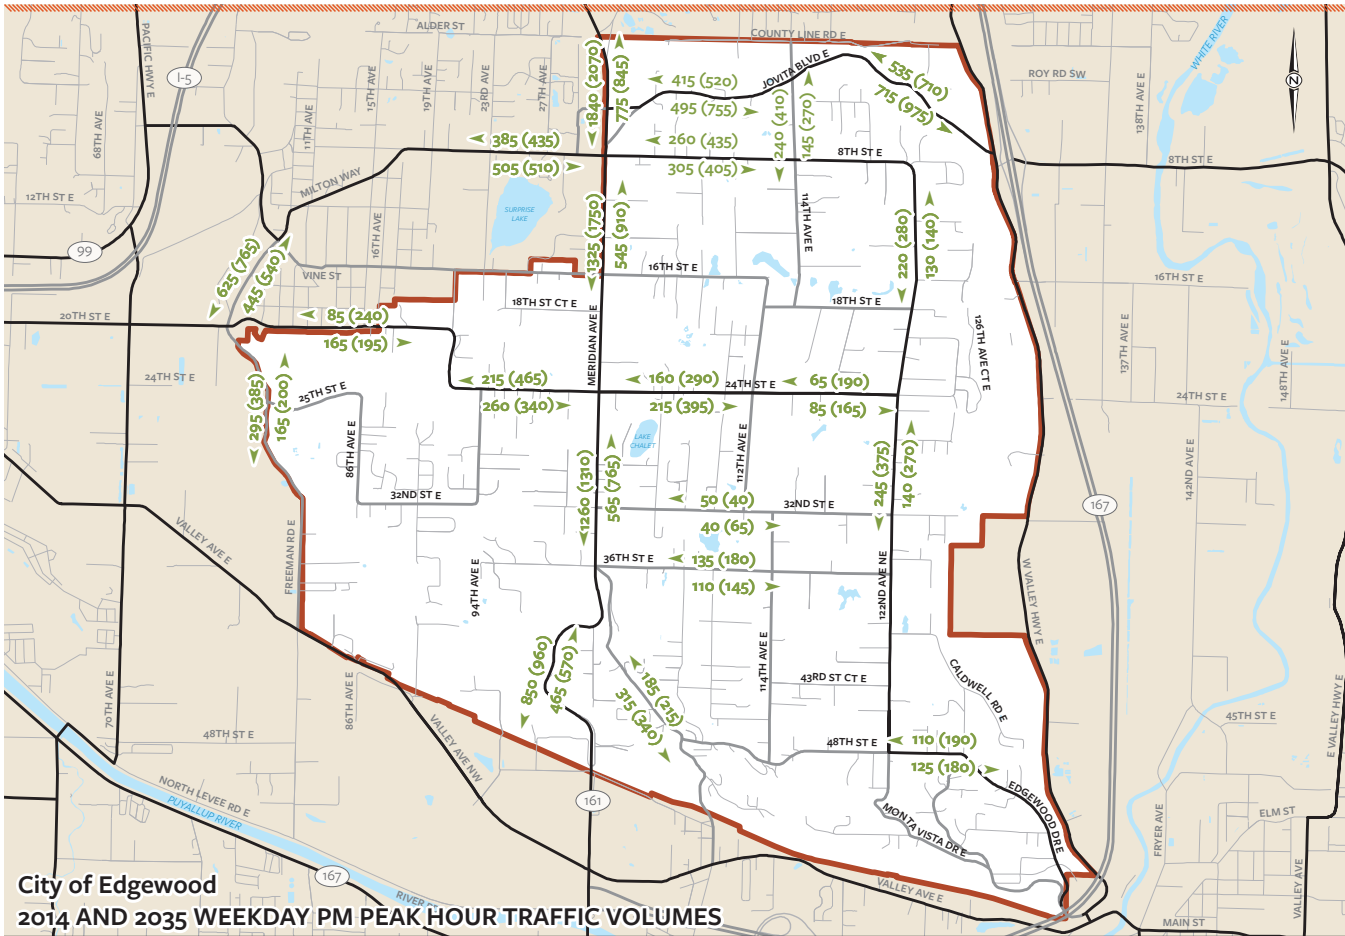 ALDER ST
COUNTY LINE RD E
PACIFIC HWY E
I-5
15TH AVE
19TH AVE
23RD AVE
27TH AVE
1840 (2070)
775 (845)
415 (520)
JOVITA BLVD E
535 (710)
715 (975)
ROY RD SW
WHITE RIVER
N
138TH AVE E
167
68TH AVE
11TH AVE
495 (755)
240 (410)
145 (270)
385 (435)
505 (510)
260 (435)
305 (405)
8TH ST E
8TH ST E
MILTON WAY
12TH ST E
SURPRISE
LAKE
16TH AVE
114TH AVE E
99
625 (765)
445 (540)
1325 (1750)
545 (910)
220 (280)
130 (140)
VINE ST
16TH ST E
16TH ST E
18TH ST CT E
18TH ST E
20TH ST E
85 (240)
165 (195)
MERIDIAN AVE E
126TH AVE CT E
137TH AVE E
148TH AVE E
24TH ST E
25TH ST E
295 (385)
165 (200)
215 (465)
260 (340)
160 (290)
24TH ST E
215 (395)
65 (190)
85 (165)
24TH ST E
86TH AVE E
LAKE
CHALET
112TH AVE E
245 (375)
140 (270)
142ND AVE E
1260 (1310)
565 (765)
32ND ST E
50 (40)
32ND ST E
40 (65)
167
VALLEY AVE E
FREEMAN RD E
94TH AVE E
36TH ST E
135 (180)
110 (145)
122ND AVE NE
W VALLEY HWY E
850 (960)
465 (570)
185 (215)
315 (340)
114TH AVE E
43RD ST CT E
CALDWELL RD E
70TH AVE E
86TH AVE E
48TH ST E
VALLEY AVE NW
48TH ST E
110 (190)
125 (180)
45TH ST E
E VALLEY HWY E
NORTH LEVEE RD E
PUYALLUP RIVER
161
MONTA VISTA DR E
EDGEWOOD DR E
FRYER AVE
ELM ST
167
RIVER
VALLEY AVE E
VALLEY AVE
MAIN ST
City of Edgewood
2014 AND 2035 WEEKDAY PM PEAK HOUR TRAFFIC VOLUMES